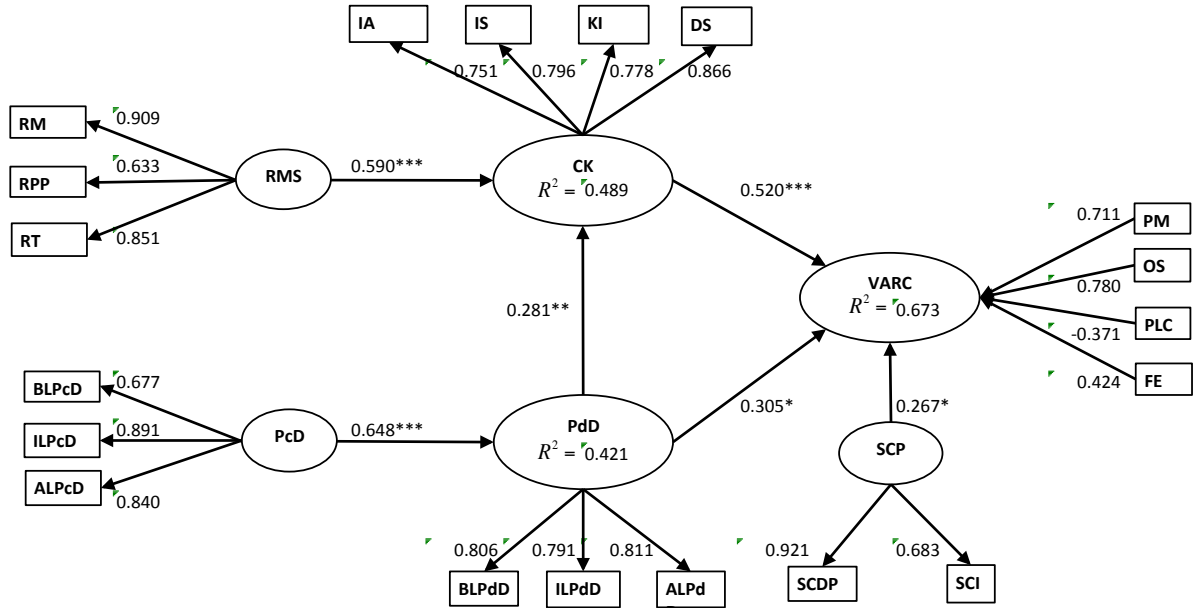 IA IS KI DS
0.751 0.796 0.778 0.866
RM 0.909
RPP 0.633
RT 0.851
RMS 0.590***
CK
R² = 0.489
0.520***
0.711 PM
0.780 OS
-0.371 PLC
0.424 FE
VARC
R² = 0.673
0.281**
BLPcD 0.677
ILPcD 0.891
ALPcD 0.840
PcD 0.648***
PdD
R² = 0.421
0.305*
0.267*
SCP
0.806 0.791 0.811 0.921 0.683
BLPdD ILPdD ALPd SCDP SCI